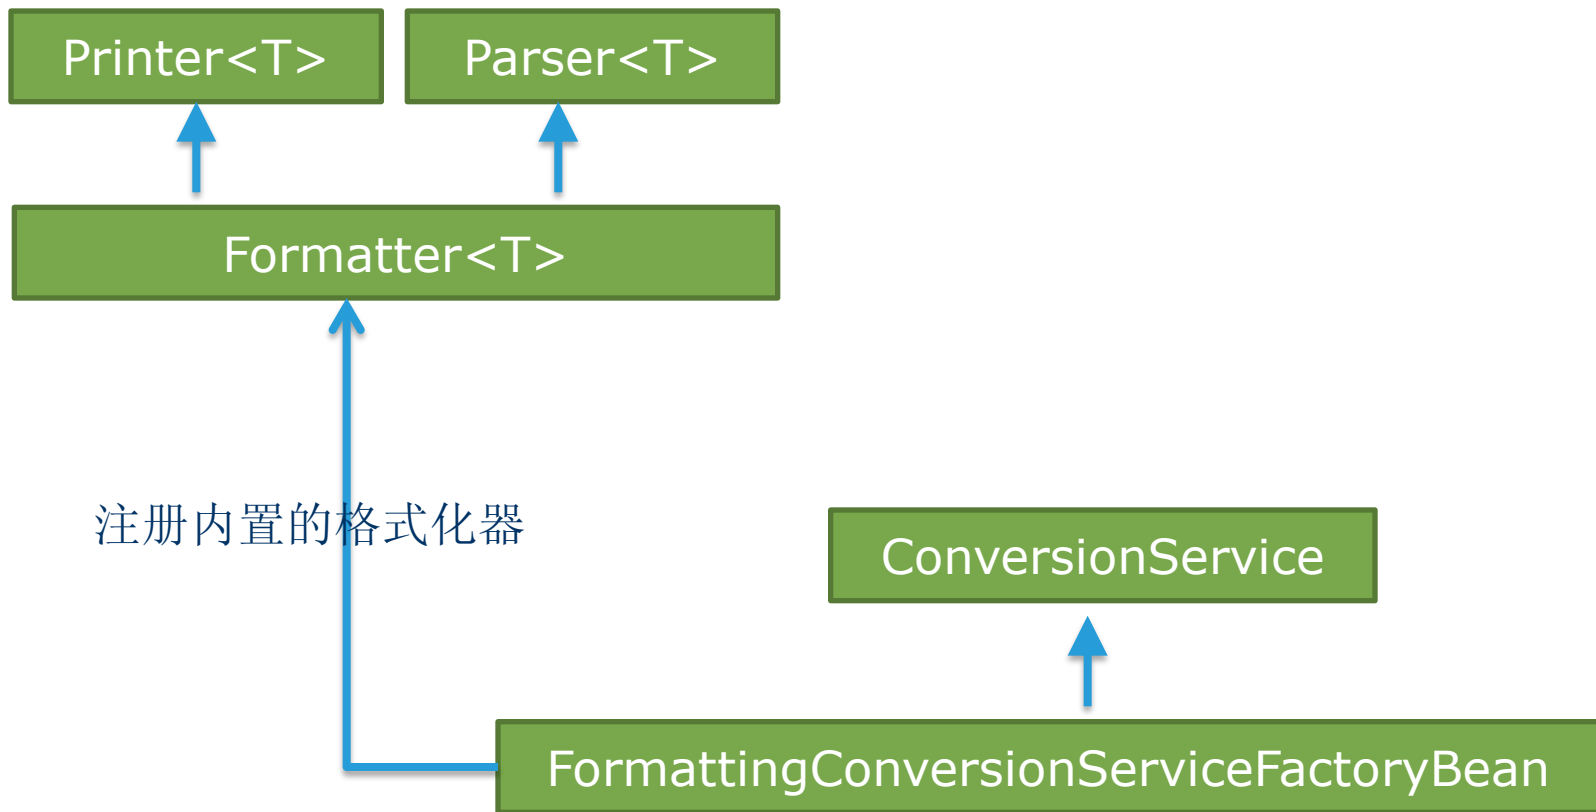 Printer<T>
Parser<T>
Formatter<T>
注册内置的格式化器
ConversionService
FormattingConversionServiceFactoryBean